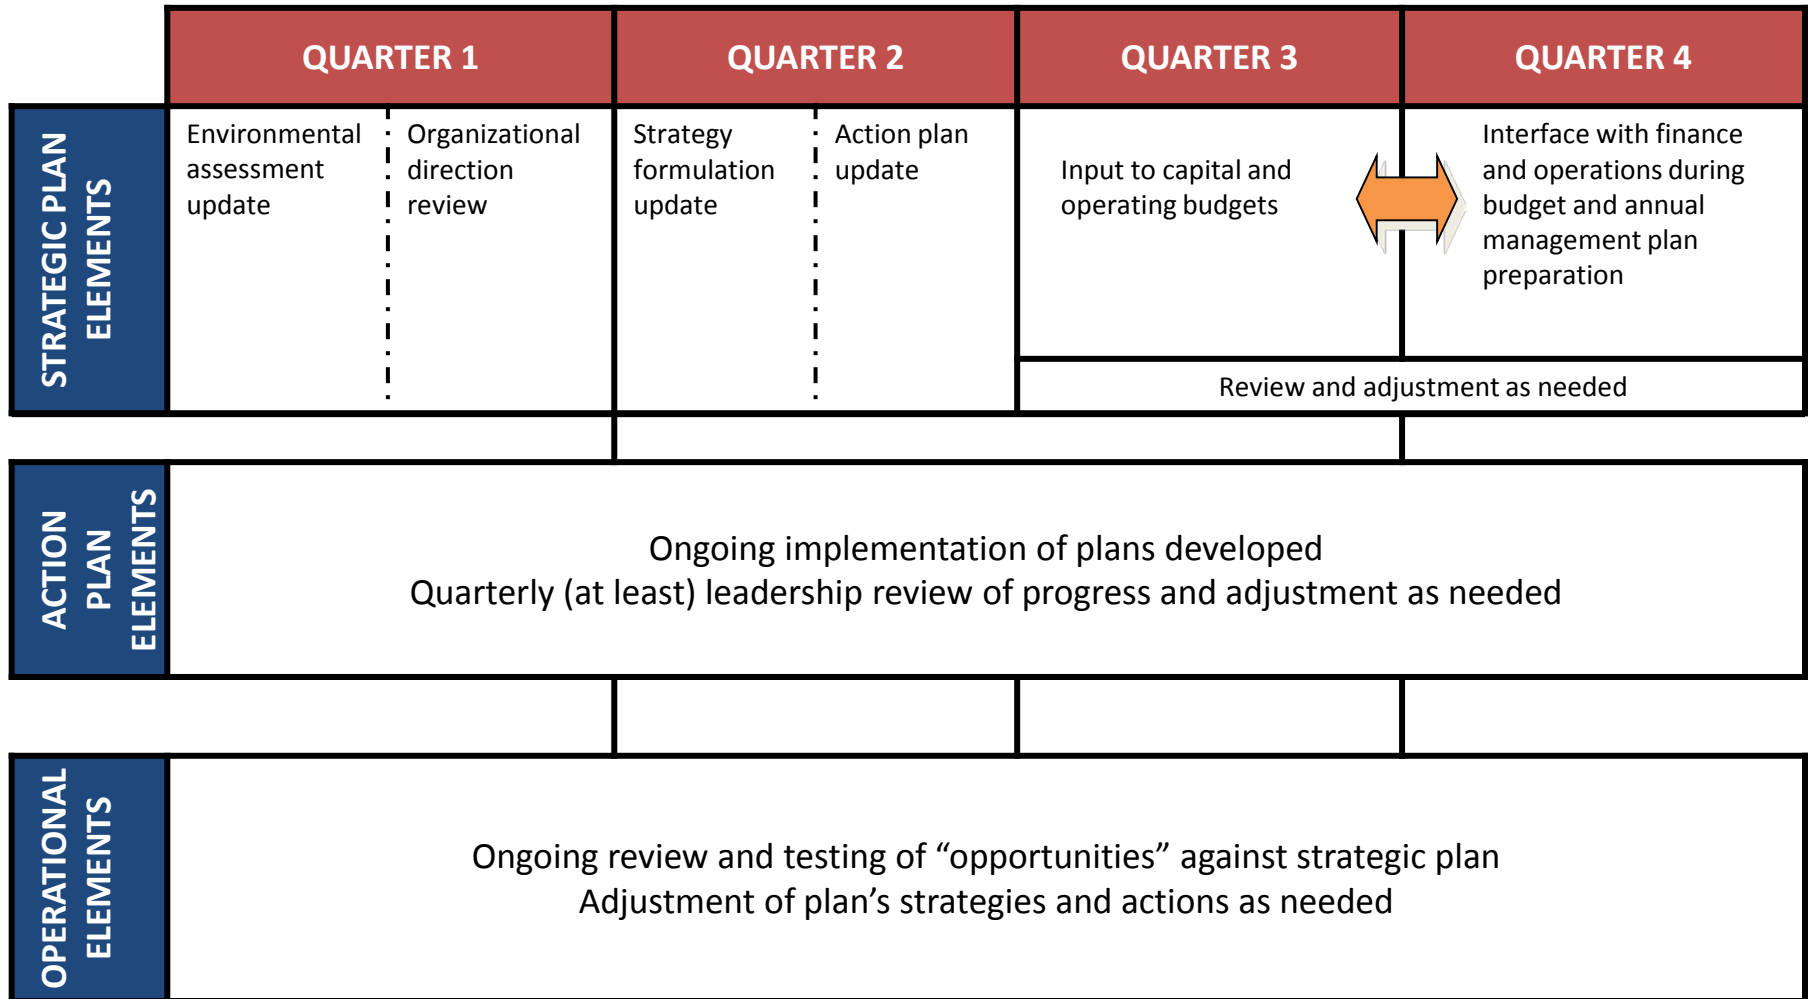 QUARTER 1
QUARTER 2
QUARTER 3
QUARTER 4
STRATEGIC PLAN
ELEMENTS
Environmental
assessment
update
Organizational
direction
review
Strategy
formulation
update
Action plan
update
Input to capital and
operating budgets
Interface with finance
and operations during
budget and annual
management plan
preparation
Review and adjustment as needed
ACTION
PLAN
ELEMENTS
Ongoing implementation of plans developed
Quarterly (at least) leadership review of progress and adjustment as needed
OPERATIONAL
ELEMENTS
Ongoing review and testing of “opportunities” against strategic plan
Adjustment of plan’s strategies and actions as needed